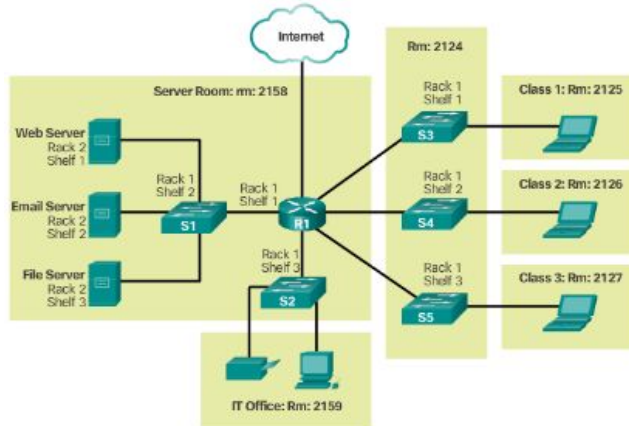 Internet
Server Room: rm: 2158
Web Server
Rack 2
Shelf 1
Email Server
Rack 2
Shelf 2
File Server
Rack 2
Shelf 3
Rack 1
Shelf 2
S1
Rack 1
Shelf 1
R1
Rack 1
Shelf 3
S2
IT Office: Rm: 2159
Rm: 2124
Rack 1
Shelf 1
S3
Rack 1
Shelf 2
S4
Rack 1
Shelf 3
S5
Class 1: Rm: 2125
Class 2: Rm: 2126
Class 3: Rm: 2127